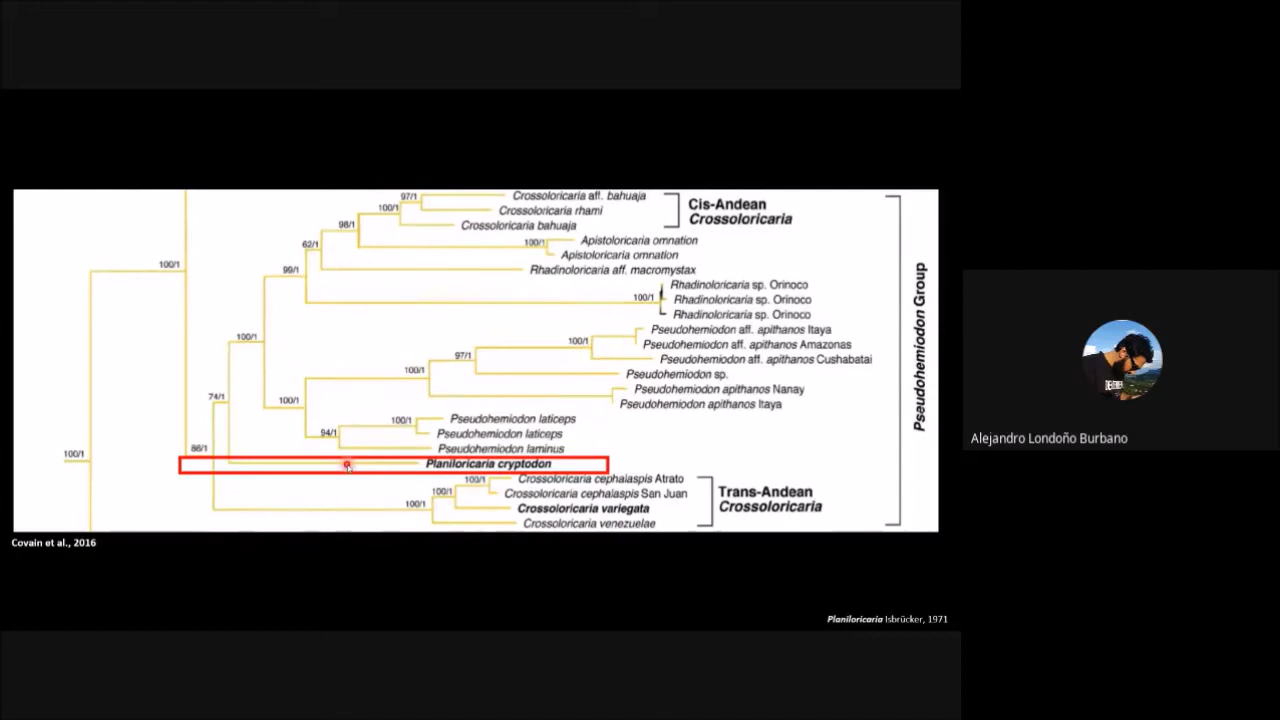 97/1
Crossoloricaria aff. bahuaja
100/1
Crossoloricaria rhami
Cis-Andean
Crossoloricaria
98/1
Crossoloricaria bahuaja
62/1
100/1
Apistoloricaria omnation
Apistoloricaria omnation
100/1
99/1
Rhadinoloricaria aff. macromystax
Rhadinoloricaria sp. Orinoco
100/1
Rhadinoloricaria sp. Orinoco
Rhadinoloricaria sp. Orinoco
Pseudohemiodon aff. apithanos Itaya
100/1
100/1
Pseudohemiodon aff. apithanos Amazonas
97/1
Pseudohemiodon aff. apithanos Cushabatai
100/1
Pseudohemiodon sp.
Pseudohemiodon apithanos Nanay
74/1
100/1
Pseudohemiodon apithanos Itaya
100/1
Pseudohemiodon laticeps
94/1
Pseudohemiodon laticeps
100/1
86/1
Pseudohemiodon laminus
Planiloricaria cryptodon
100/1
Crossoloricaria cephalaspis Atrato
100/1
Crossoloricaria cephalaspis San Juan
Trans-Andean
Crossoloricaria
100/1
Crossoloricaria variegata
Crossoloricaria venezuelae
Pseudohemiodon Group
Covain et al., 2016
Planiloricaria Isbrücker, 1971
DEFTONES
Alejandro Londoño Burbano